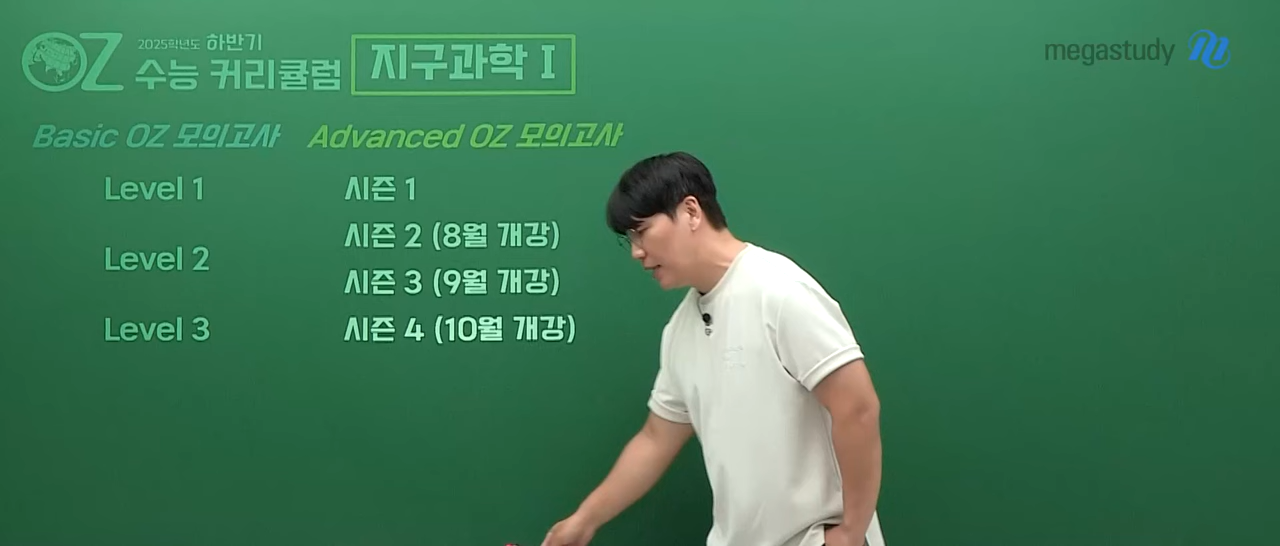 OZ
2025학년도 하반기
수능 커리큘럼
지구과학 I
megastudy
Basic OZ 모의고사
Level 1
Level 2
Level 3
Advanced OZ 모의고사
시즌 1
시즌 2 (8월 개강)
시즌 3 (9월 개강)
시즌 4 (10월 개강)